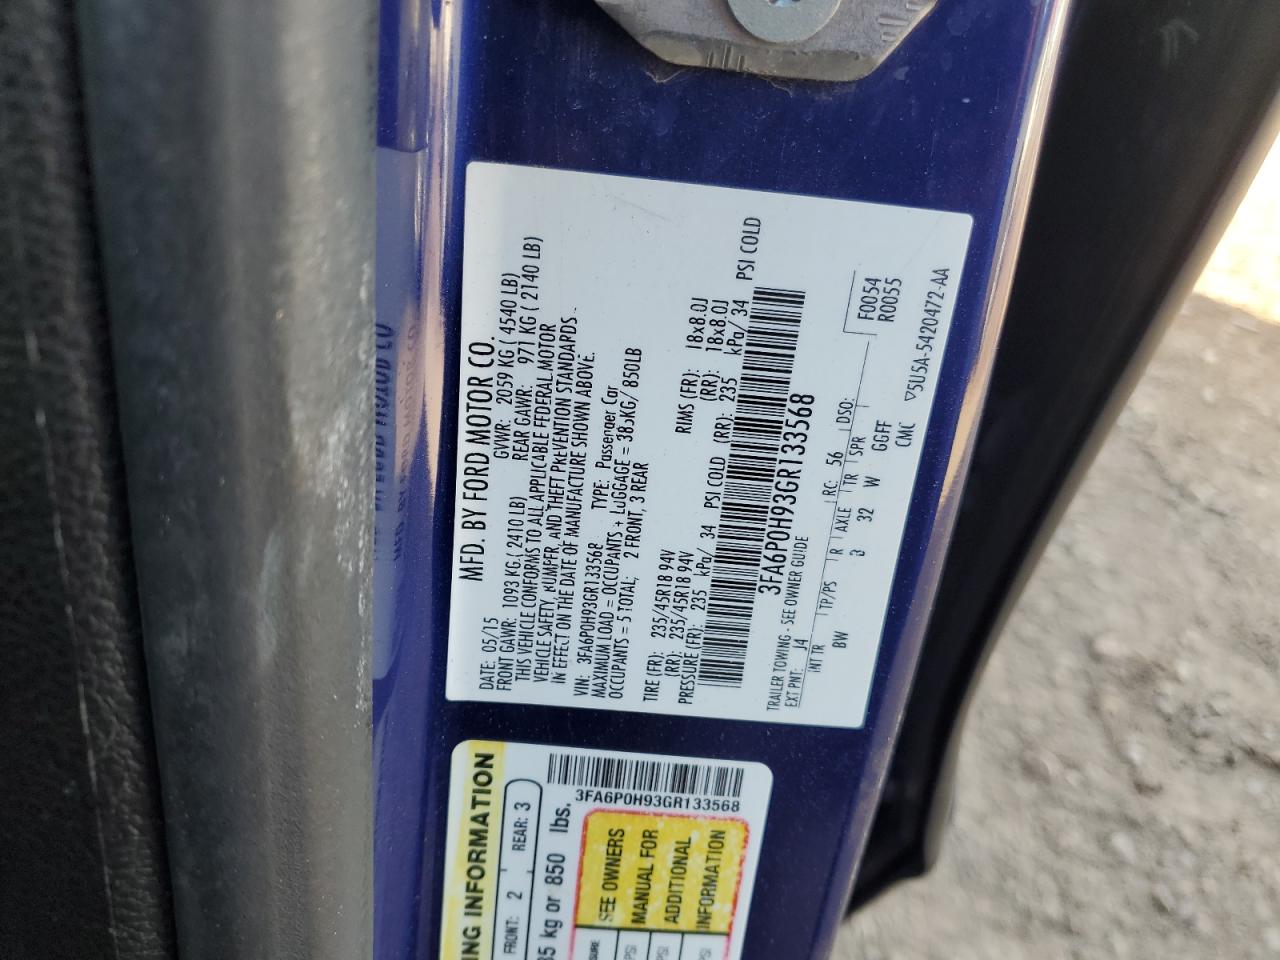 MFD. BY FORD MOTOR CO.
DATE: 05/15 GVWR: 2059 KG ( 4540 LB)
FRONT GAWR: 1093 KG ( 2410 LB) REAR GAWR: 971 KG ( 2140 LB)
THIS VEHICLE CONFORMS TO ALL APPLICABLE FEDERAL MOTOR
VEHICLE SAFETY, BUMPER, AND THEFT PREVENTION STANDARDS
IN EFFECT ON THE DATE OF MANUFACTURE SHOWN ABOVE.
VIN: 3FA6P0H93GR133568 TYPE: Passenger Car
MAXIMUM LOAD = OCCUPANTS + LUGGAGE = 385KG/ 850LB
OCCUPANTS = 5 TOTAL; 2 FRONT, 3 REAR
TIRE (FR): 235/45R18 94V RIMS (FR): 18x8.0J
(RR): 235/45R18 94V (RR): 18x8.0J
PRESSURE (FR): 235 kPa/ 34 PSI COLD (RR): 235 kPa/ 34 PSI COLD
3FA6P0H93GR133568
TRAILER TOWING - SEE OWNER GUIDE
EXT PNT: J4 RC: 56 DSO: F0054
R0055
INT TR TP/PS R AXLE TR SPR
BW B 32 W GGFF
CMC
▽5U5A-5420472-AA
ING INFORMATION
FRONT: 2 REAR: 3
85 kg or 850 lbs.
3FA6P0H93GR133568
SEE OWNERS
MANUAL FOR
ADDITIONAL
INFORMATION
SSURE
PSI
PSI
PSI